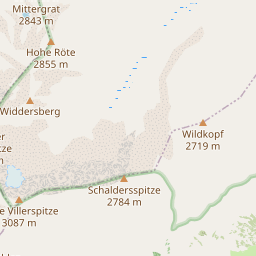 Mittergrat
2843 m
Hohe Röte
2855 m
Widdersberg
Wildkopf
2719 m
Schaldersspitze
2784 m
Villerspitze
3087 m